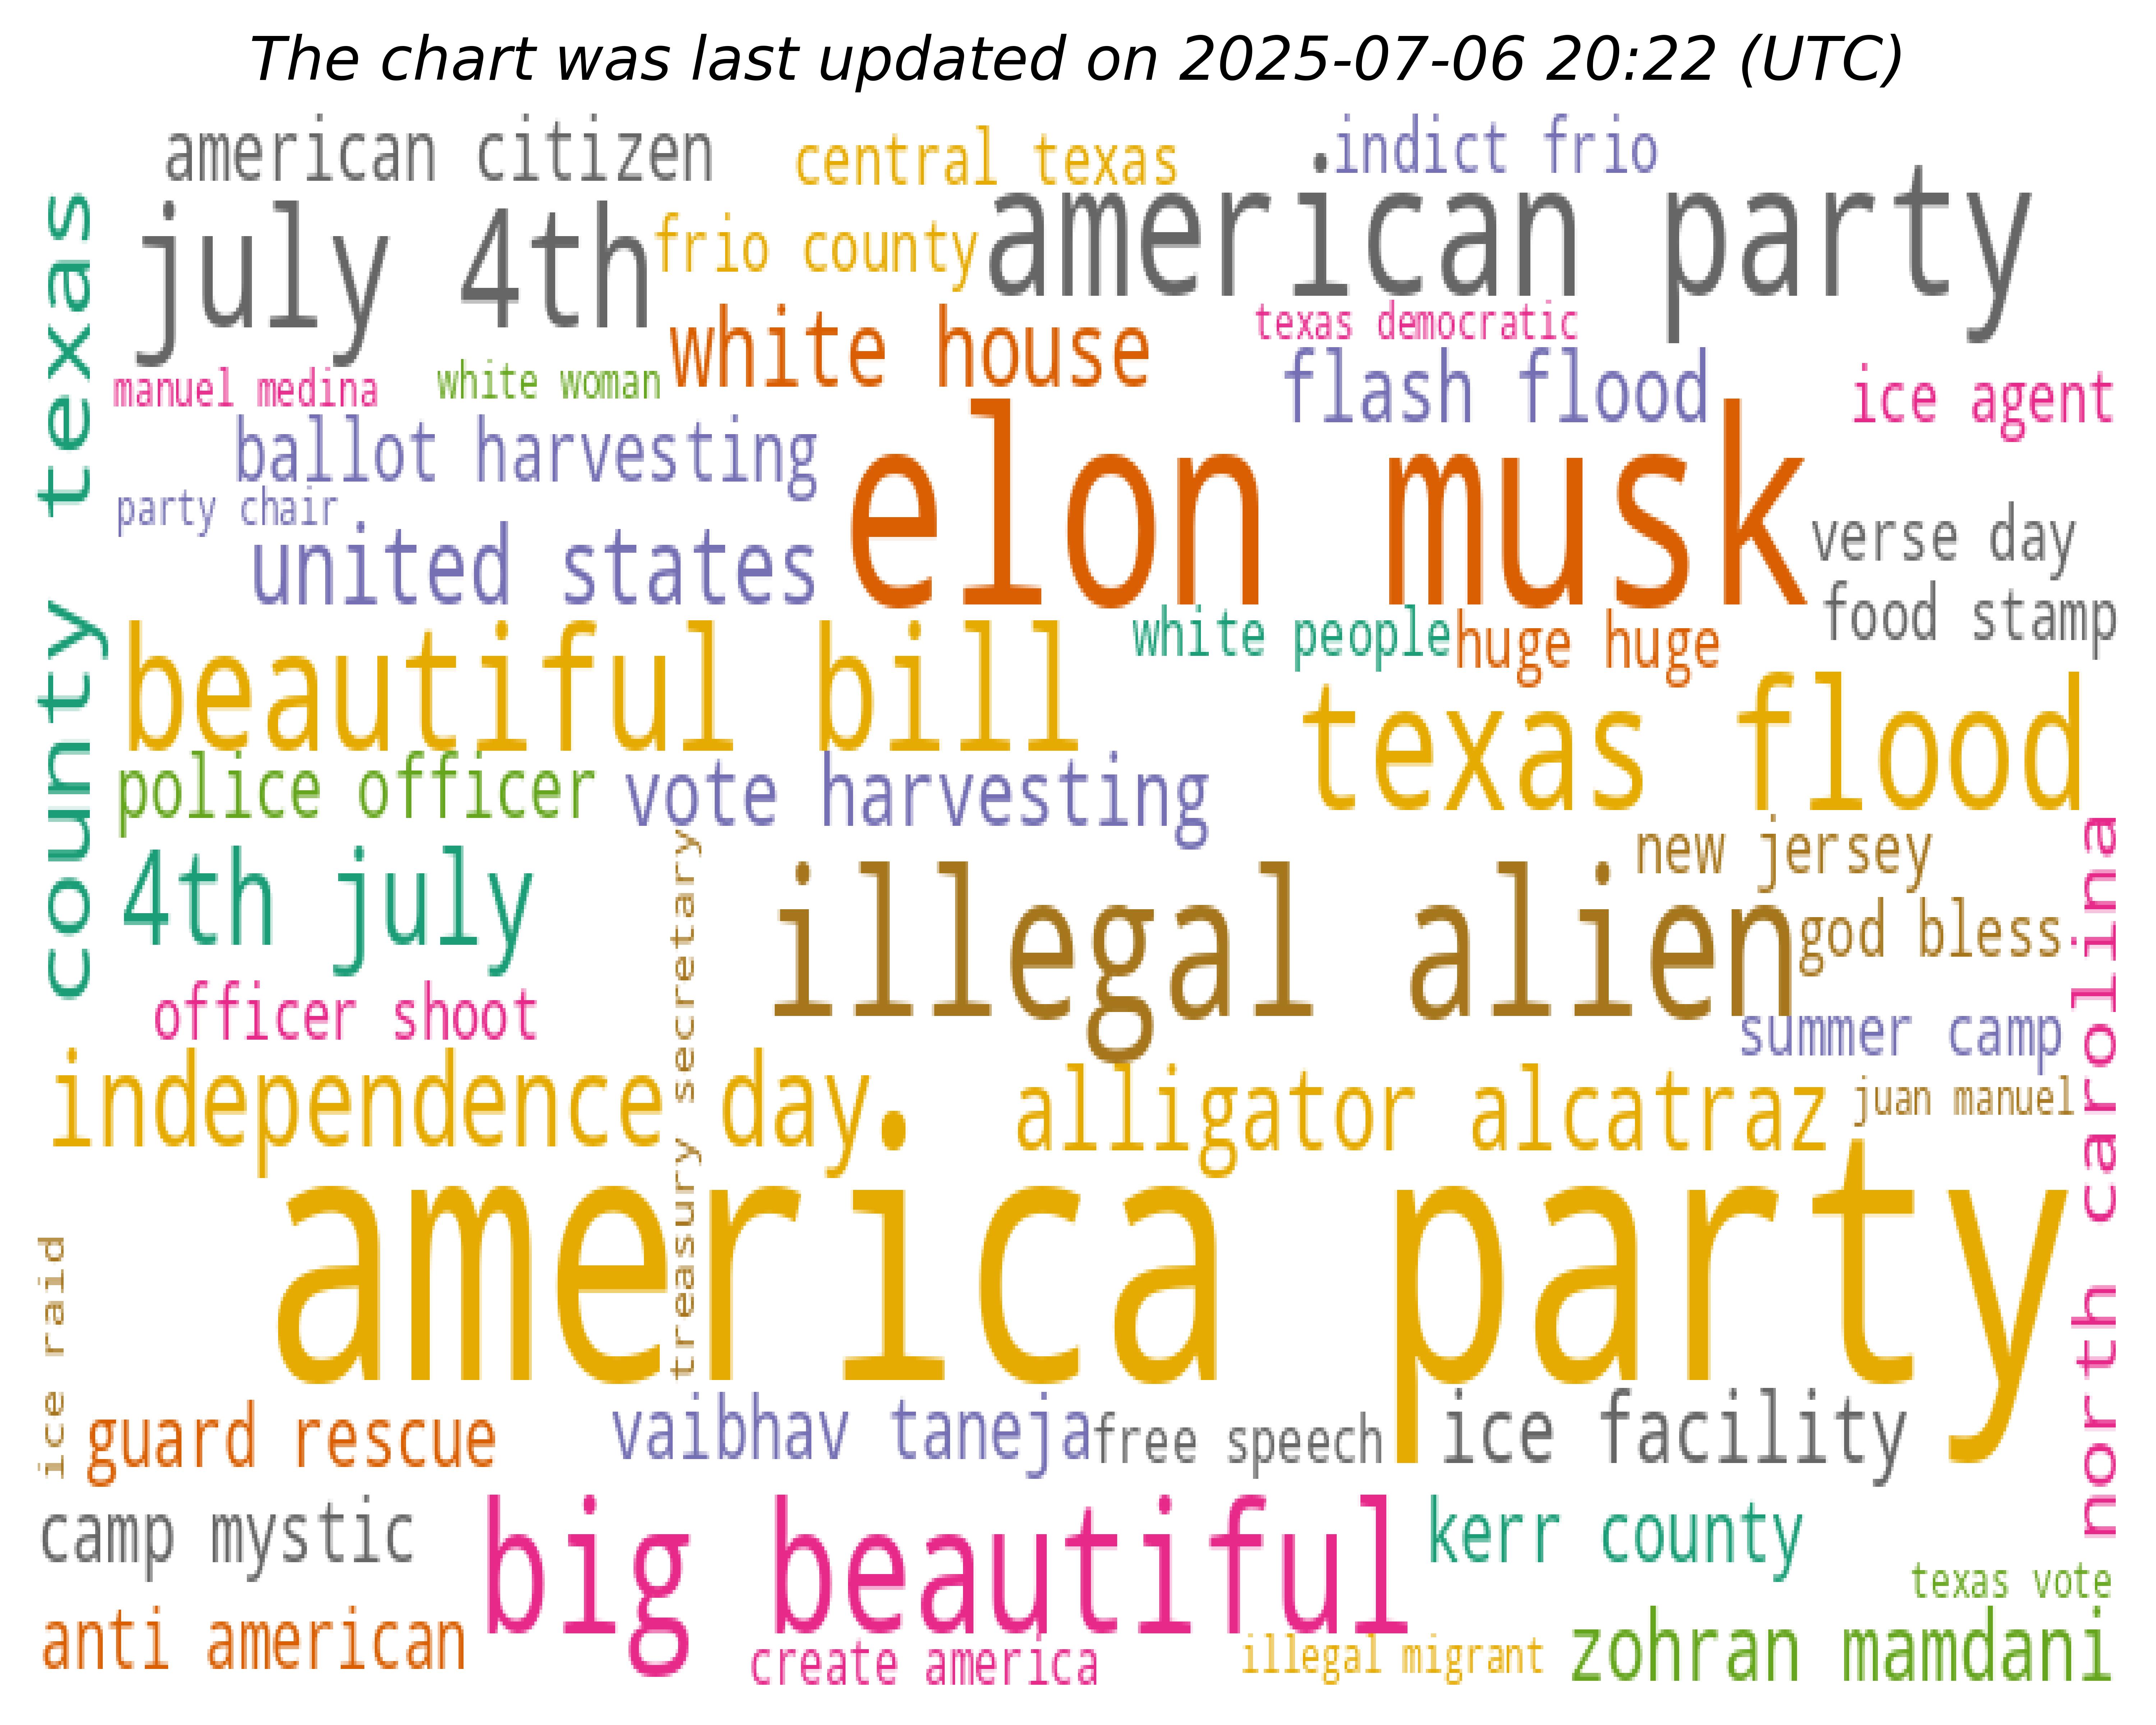 The chart was last updated on 2025-07-06 20:22 (UTC)
american citizen
central texas
indict frio
july 4th
frio county
american party
county texas
white house
texas democratic
manuel medina
white woman
flash flood
ice agent
ballot harvesting
elon musk
party chair
united states
verse day
food stamp
beautiful bill
white people
huge huge
texas flood
police officer
vote harvesting
4th july
treasury secretary
illegal alien
new jersey
god bless
north carolina
officer shoot
summer camp
independence day
alligator alcatraz
juan manuel
america party
ice raid
guard rescue
vaibhav taneja
free speech
ice facility
camp mystic
big beautiful
kerr county
texas vote
anti american
create america
illegal migrant
zohran mamdani